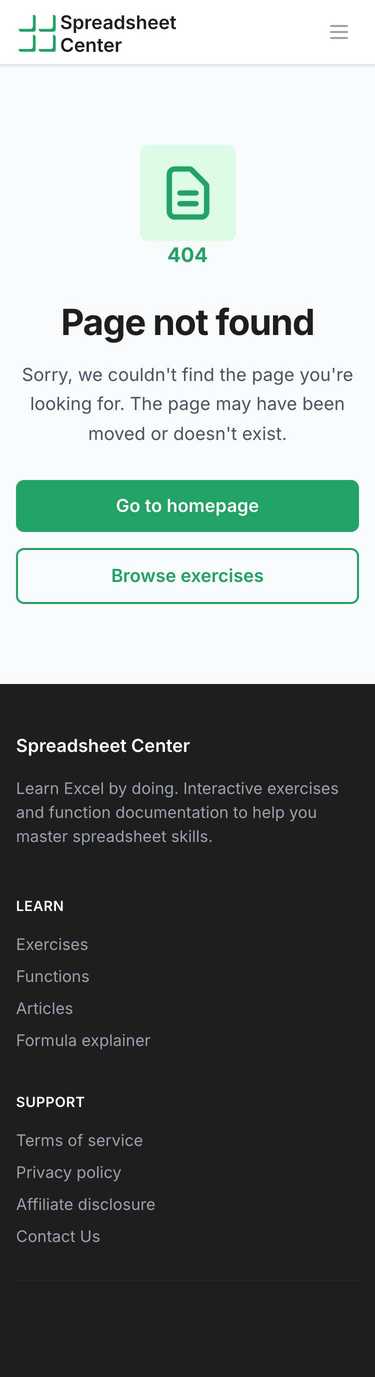 Spreadsheet
Center
404
Page not found
Sorry, we couldn't find the page you're
looking for. The page may have been
moved or doesn't exist.
Go to homepage
Browse exercises
Spreadsheet Center
Learn Excel by doing. Interactive exercises
and function documentation to help you
master spreadsheet skills.
LEARN
Exercises
Functions
Articles
Formula explainer
SUPPORT
Terms of service
Privacy policy
Affiliate disclosure
Contact Us